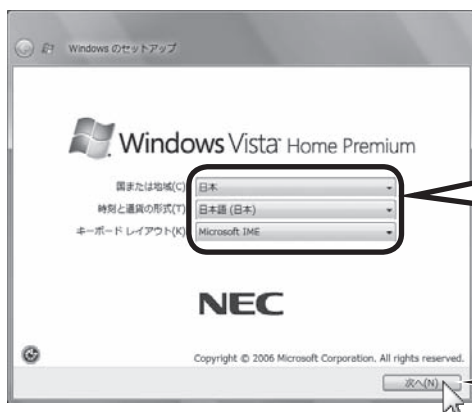 Windows のセットアップ
Windows Vista™ Home Premium
国または地域(C) 日本
時刻と通貨の形式(T) 日本語 (日本)
キーボード レイアウト(K) Microsoft IME
NEC
Copyright © 2006 Microsoft Corporation. All rights reserved.
次へ(N)